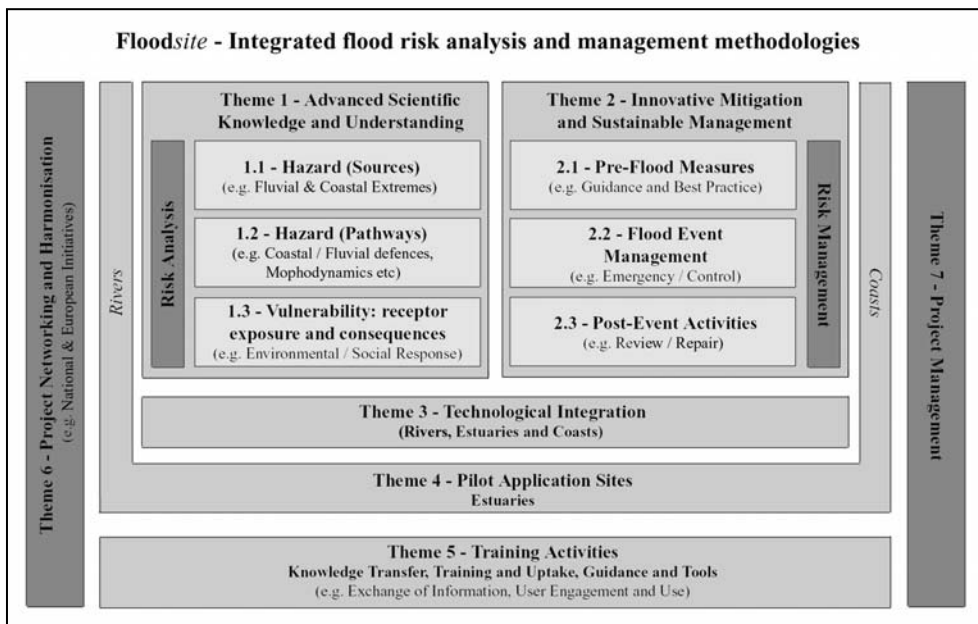 Floodsite - Integrated flood risk analysis and management methodologies
Theme 6 - Project Networking and Harmonisation
(e.g. National & European Initiatives)
Rivers
Theme 1 - Advanced Scientific
Knowledge and Understanding
Risk Analysis
1.1 - Hazard (Sources)
(e.g. Fluvial & Coastal Extremes)
1.2 - Hazard (Pathways)
(e.g. Coastal / Fluvial defences,
Mophodynamics etc)
1.3 - Vulnerability: receptor
exposure and consequences
(e.g. Environmental / Social Response)
Theme 2 - Innovative Mitigation
and Sustainable Management
2.1 - Pre-Flood Measures
(e.g. Guidance and Best Practice)
2.2 - Flood Event
Management
(e.g. Emergency / Control)
2.3 - Post-Event Activities
(e.g. Review / Repair)
Risk Management
Coasts
Theme 7 - Project Management
Theme 3 - Technological Integration
(Rivers, Estuaries and Coasts)
Theme 4 - Pilot Application Sites
Estuaries
Theme 5 - Training Activities
Knowledge Transfer, Training and Uptake, Guidance and Tools
(e.g. Exchange of Information, User Engagement and Use)